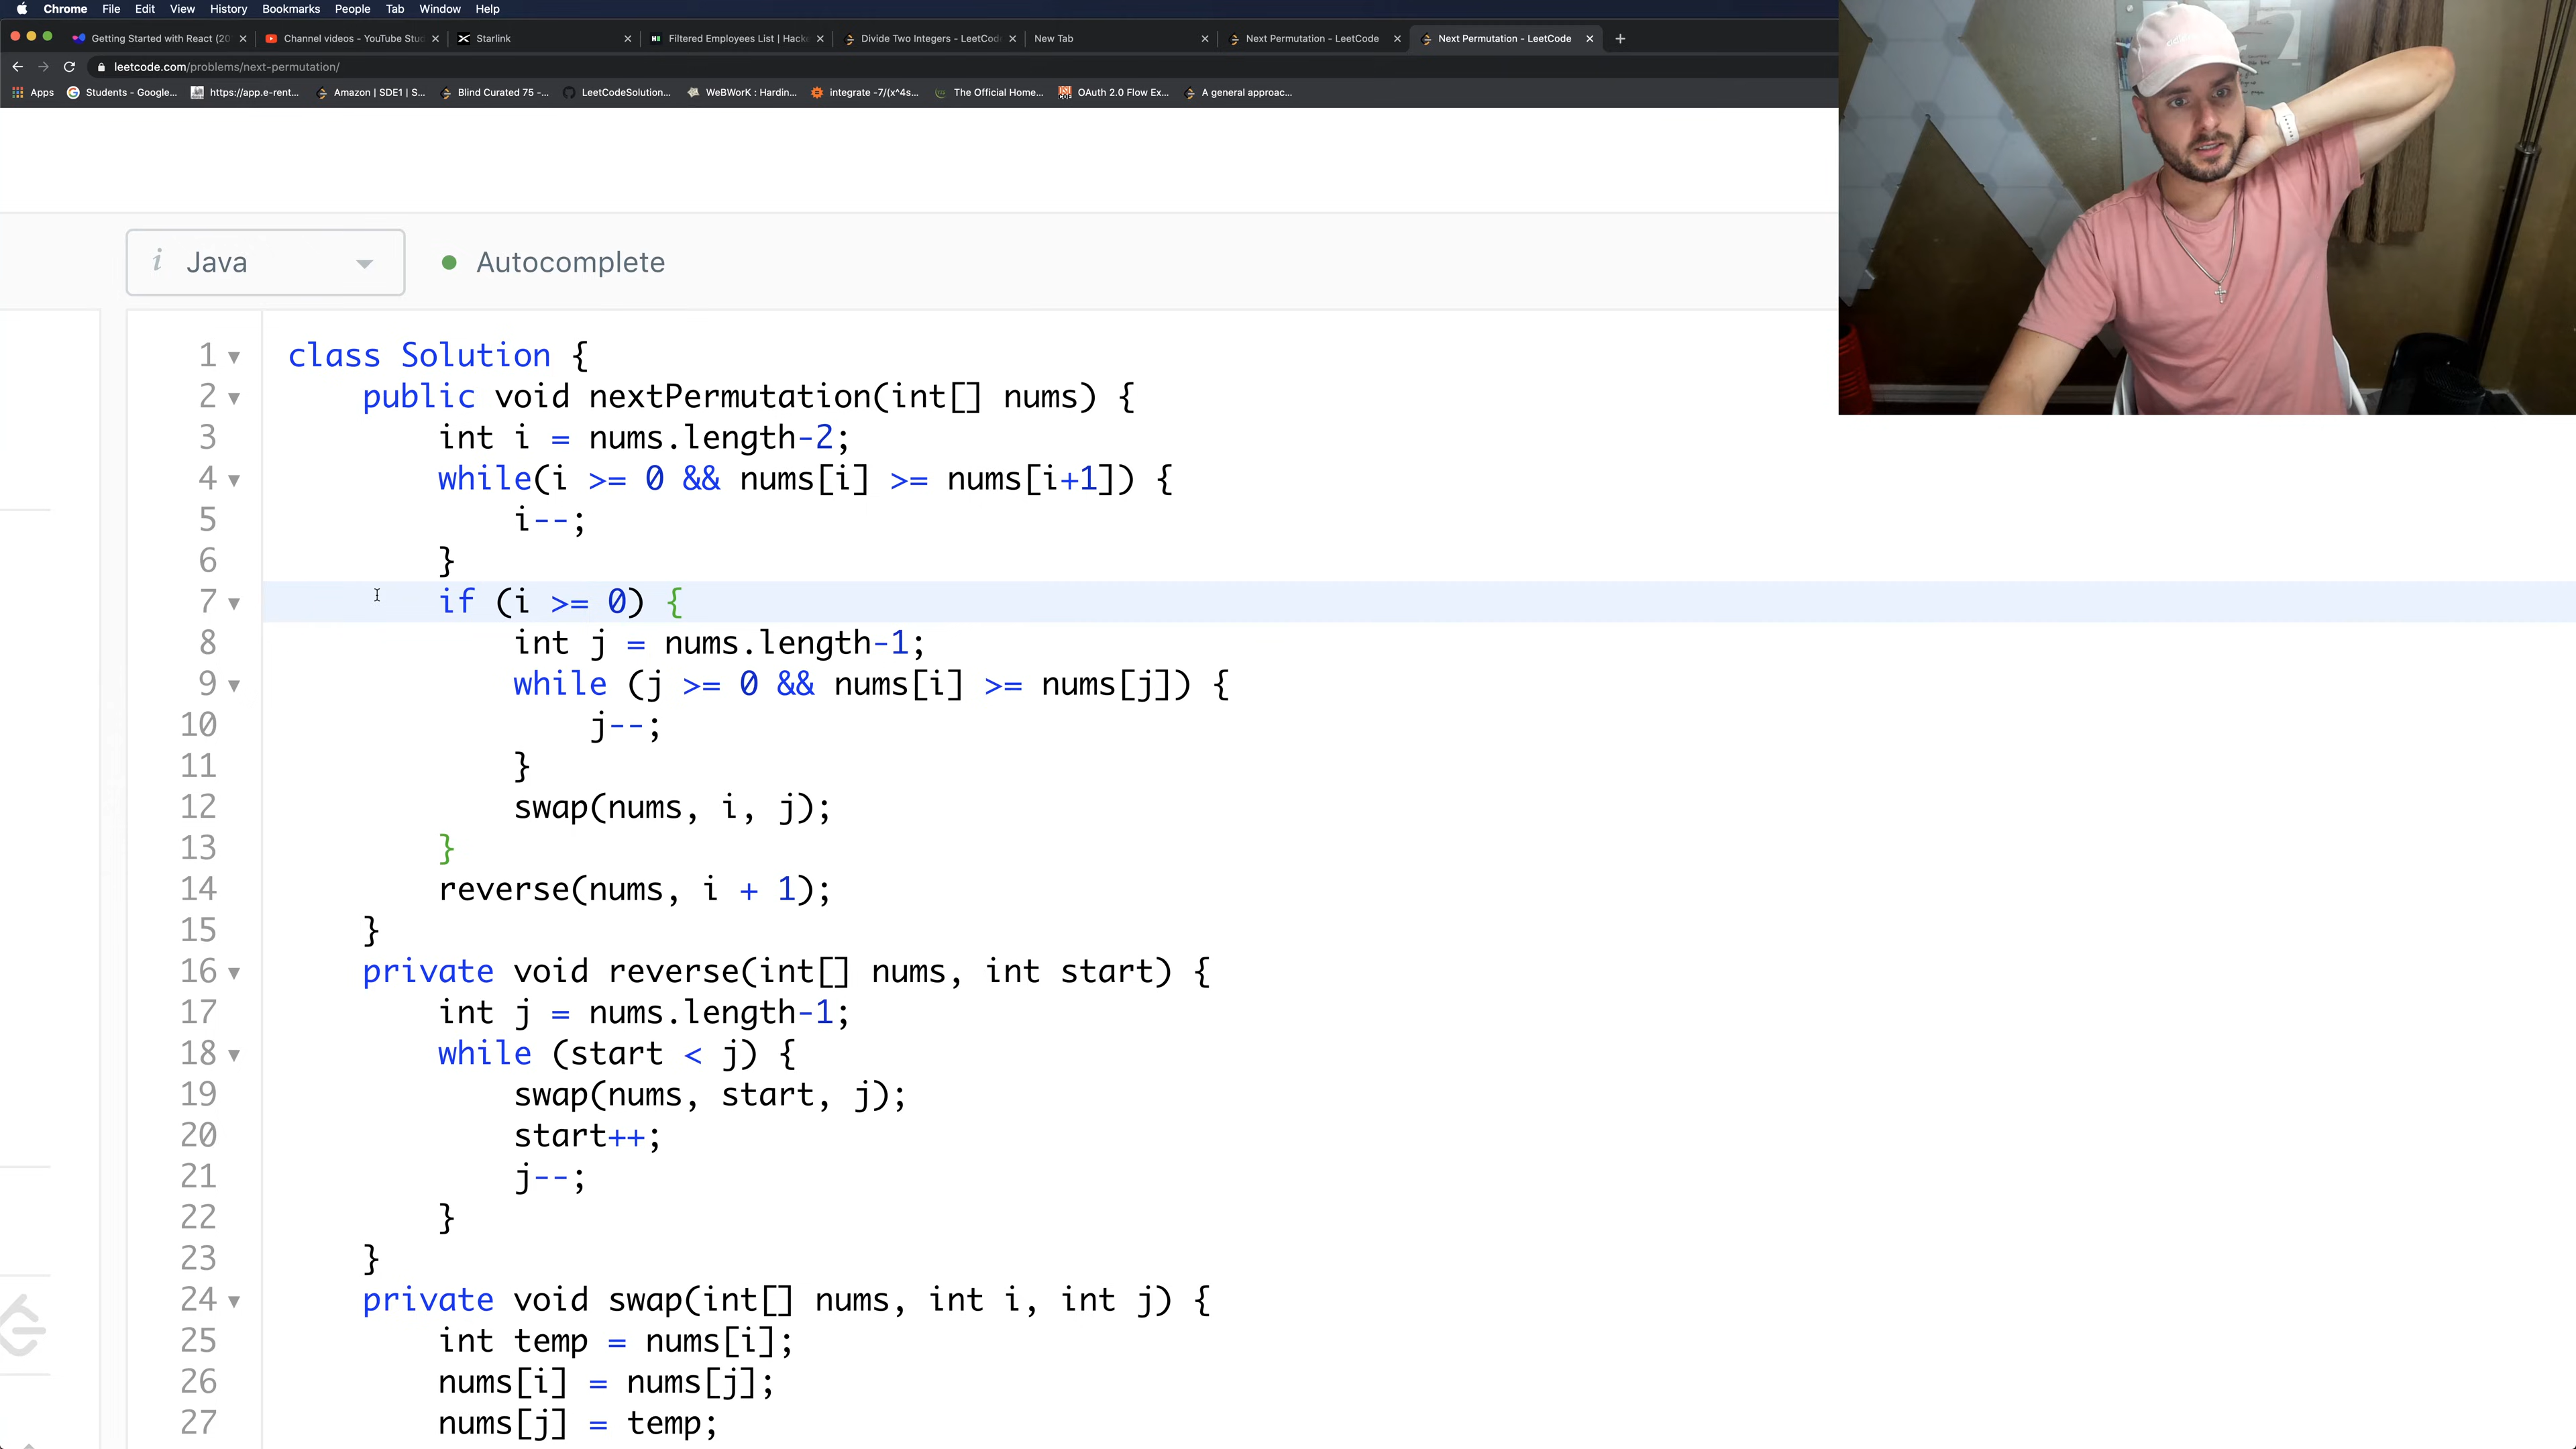 Chrome File Edit View History Bookmarks People Tab Window Help
Getting Started with React (20 Channel videos - YouTube Stud Starlink Filtered Employees List | Hack Divide Two Integers - LeetCod New Tab Next Permutation - LeetCode Next Permutation - LeetCode
leetcode.com/problems/next-permutation/
Apps Students - Google... https://app.e-rent... Amazon | SDE1 | S... Blind Curated 75 -... LeetCodeSolution... WeBWorK : Hardin... integrate -7/(x^4s... The Official Home... OAuth 2.0 Flow Ex... A general approac...
i Java Autocomplete
1 class Solution {
2 public void nextPermutation(int[] nums) {
3 int i = nums.length-2;
4 while(i >= 0 && nums[i] >= nums[i+1]) {
5 i--;
6 }
7 if (i >= 0) {
8 int j = nums.length-1;
9 while (j >= 0 && nums[i] >= nums[j]) {
10 j--;
11 }
12 swap(nums, i, j);
13 }
14 reverse(nums, i + 1);
15 }
16 private void reverse(int[] nums, int start) {
17 int j = nums.length-1;
18 while (start < j) {
19 swap(nums, start, j);
20 start++;
21 j--;
22 }
23 }
24 private void swap(int[] nums, int i, int j) {
25 int temp = nums[i];
26 nums[i] = nums[j];
27 nums[j] = temp;